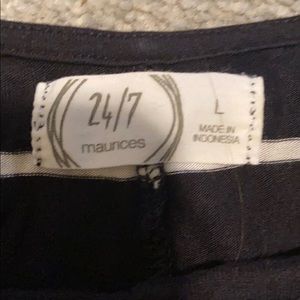 24/7
maurices
L
MADE IN
INDONESIA